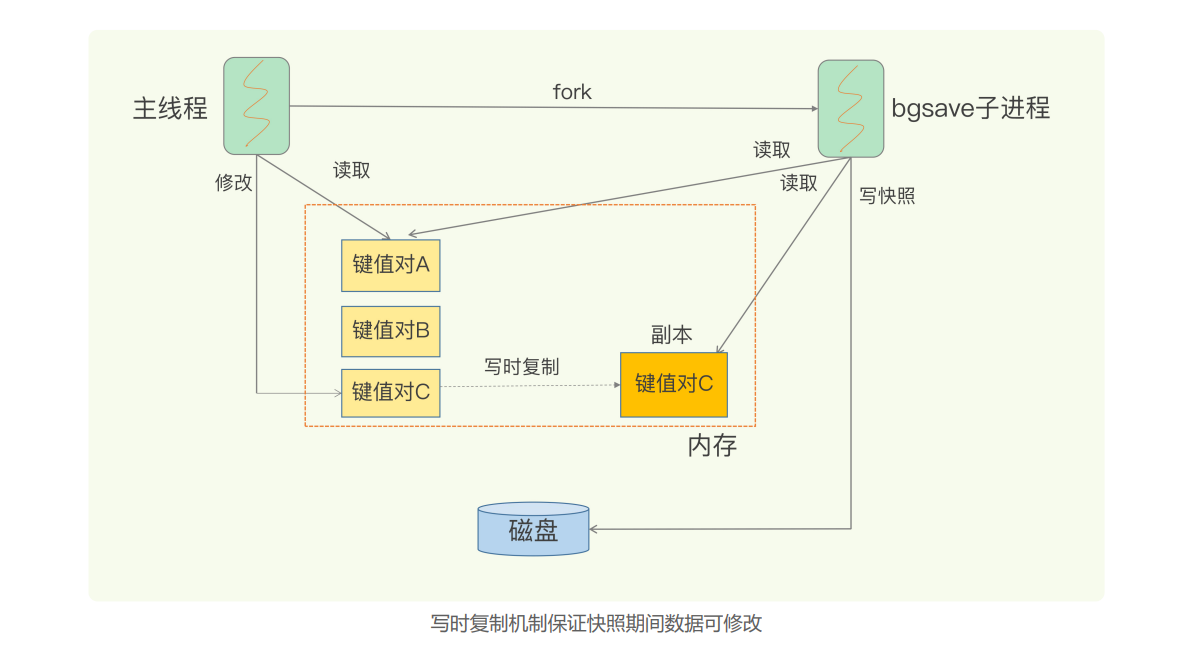 fork
主线程
bgsave子进程
读取
读取
修改
读取
写快照
键值对A
键值对B
副本
写时复制
键值对C
键值对C
内存
磁盘
写时复制机制保证快照期间数据可修改